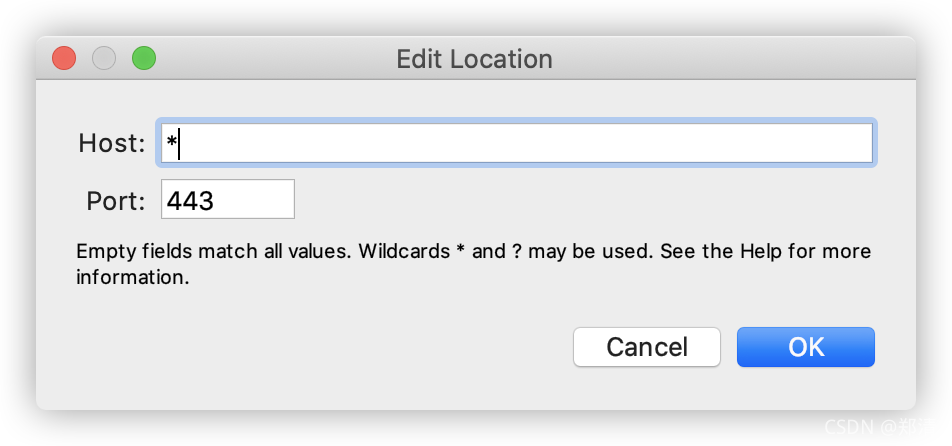 Edit Location
Host: *
Port: 443
Empty fields match all values. Wildcards * and ? may be used. See the Help for more
information.
Cancel OK
CSDN @郑